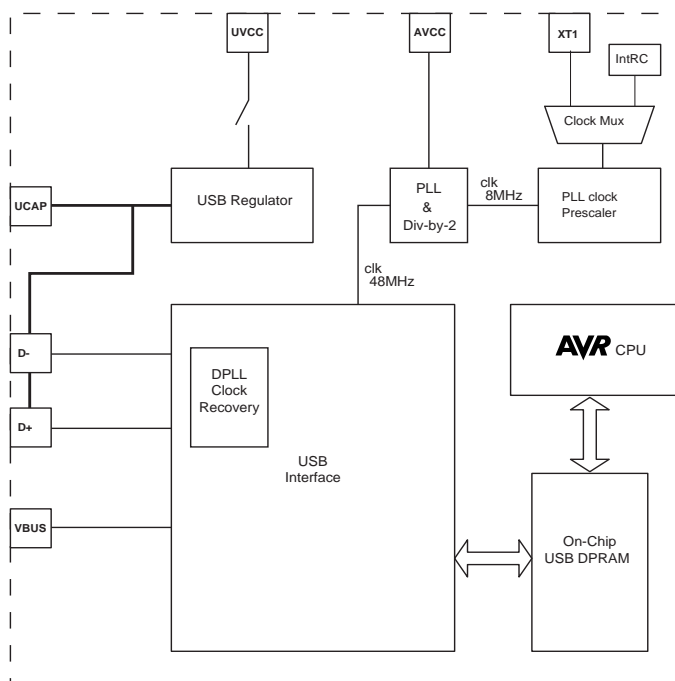 UVCC
AVCC
XT1
IntRC
Clock Mux
UCAP
USB Regulator
PLL
&
Div-by-2
clk
8MHz
PLL clock
Prescaler
clk
48MHz
D-
DPLL
Clock
Recovery
AVR CPU
D+
USB
Interface
VBUS
On-Chip
USB DPRAM